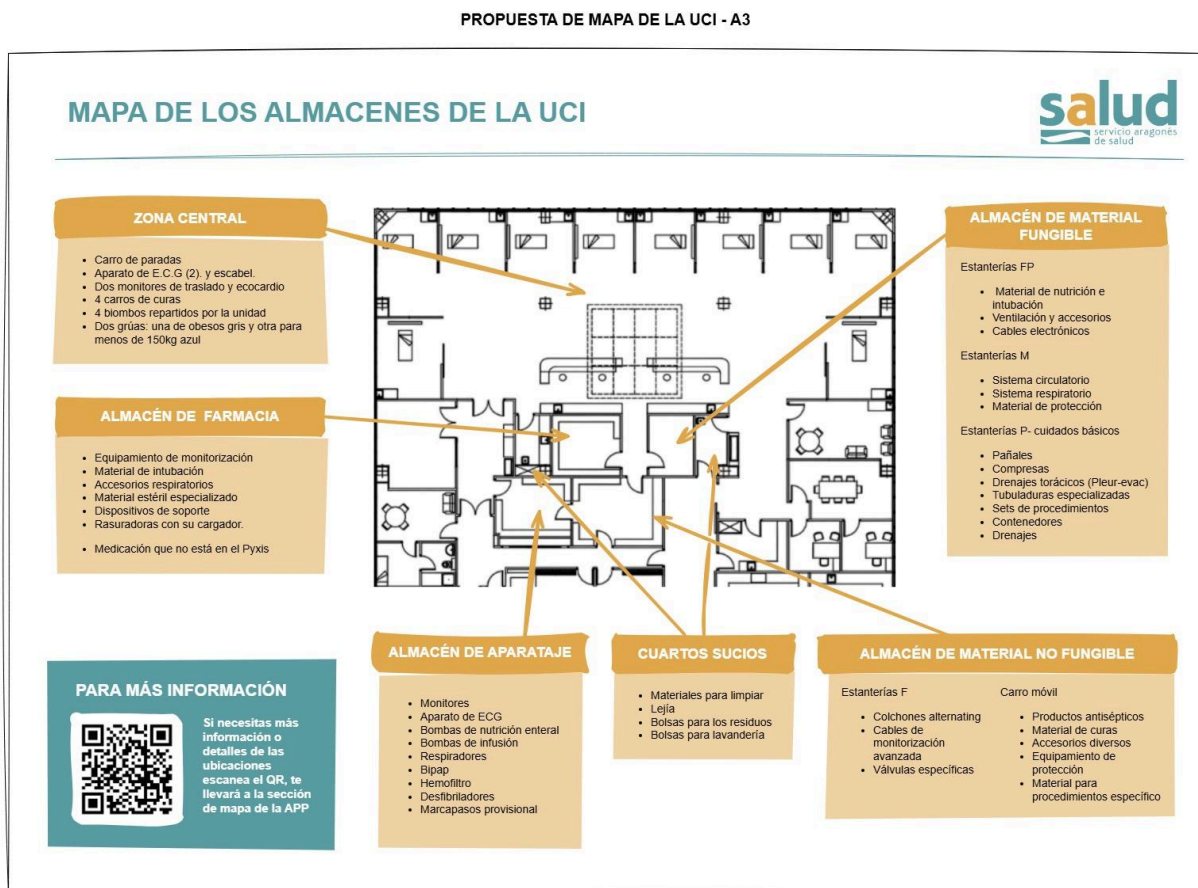 PROPUESTA DE MAPA DE LA UCI - A3
MAPA DE LOS ALMACENES DE LA UCI
salud
servicio aragonés
de salud
ZONA CENTRAL
• Carro de paradas
• Aparato de E.C.G (2). y escabel.
• Dos monitores de traslado y ecocardio
• 4 carros de curas
• 4 biombos repartidos por la unidad
• Dos grúas: una de obesos gris y otra para
menos de 150kg azul
ALMACÉN DE FARMACIA
• Equipamiento de monitorización
• Material de intubación
• Accesorios respiratorios
• Material estéril especializado
• Dispositivos de soporte
• Rasuradoras con su cargador.
• Medicación que no está en el Pyxis
ALMACÉN DE MATERIAL
FUNGIBLE
Estanterías FP
• Material de nutrición e
intubación
• Ventilación y accesorios
• Cables electrónicos
Estanterías M
• Sistema circulatorio
• Sistema respiratorio
• Material de protección
Estanterías P- cuidados básicos
• Pañales
• Compresas
• Drenajes torácicos (Pleur-evac)
• Tubuladuras especializadas
• Sets de procedimientos
• Contenedores
• Drenajes
PARA MÁS INFORMACIÓN
Si necesitas más
información o
detalles de las
ubicaciones
escanea el QR, te
llevará a la sección
de mapa de la APP
ALMACÉN DE APARATAJE
• Monitores
• Aparato de ECG
• Bombas de nutrición enteral
• Bombas de infusión
• Respiradores
• Bipap
• Hemofiltro
• Desfibriladores
• Marcapasos provisional
CUARTOS SUCIOS
• Materiales para limpiar
• Lejía
• Bolsas para los residuos
• Bolsas para lavandería
ALMACÉN DE MATERIAL NO FUNGIBLE
Estanterías F
• Colchones alternating
• Cables de
monitorización
avanzada
• Válvulas específicas
Carro móvil
• Productos antisépticos
• Material de curas
• Accesorios diversos
• Equipamiento de
protección
• Material para
procedimientos específico